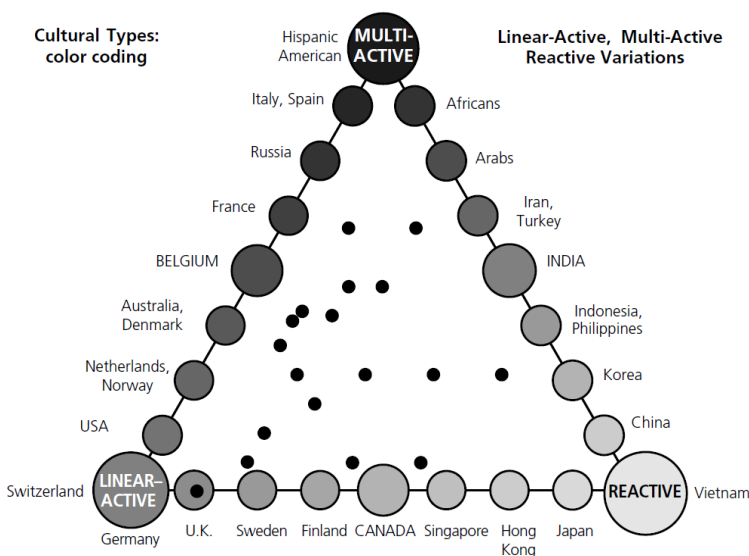 Cultural Types:
color coding
Linear-Active, Multi-Active
Reactive Variations
Hispanic
American
MULTI-
ACTIVE
Italy, Spain
Africans
Russia
Arabs
France
Iran,
Turkey
BELGIUM
INDIA
Australia,
Denmark
Indonesia,
Philippines
Netherlands,
Norway
Korea
USA
China
Switzerland
LINEAR–
ACTIVE
REACTIVE
Vietnam
Germany
U.K.
Sweden
Finland
CANADA
Singapore
Hong
Kong
Japan